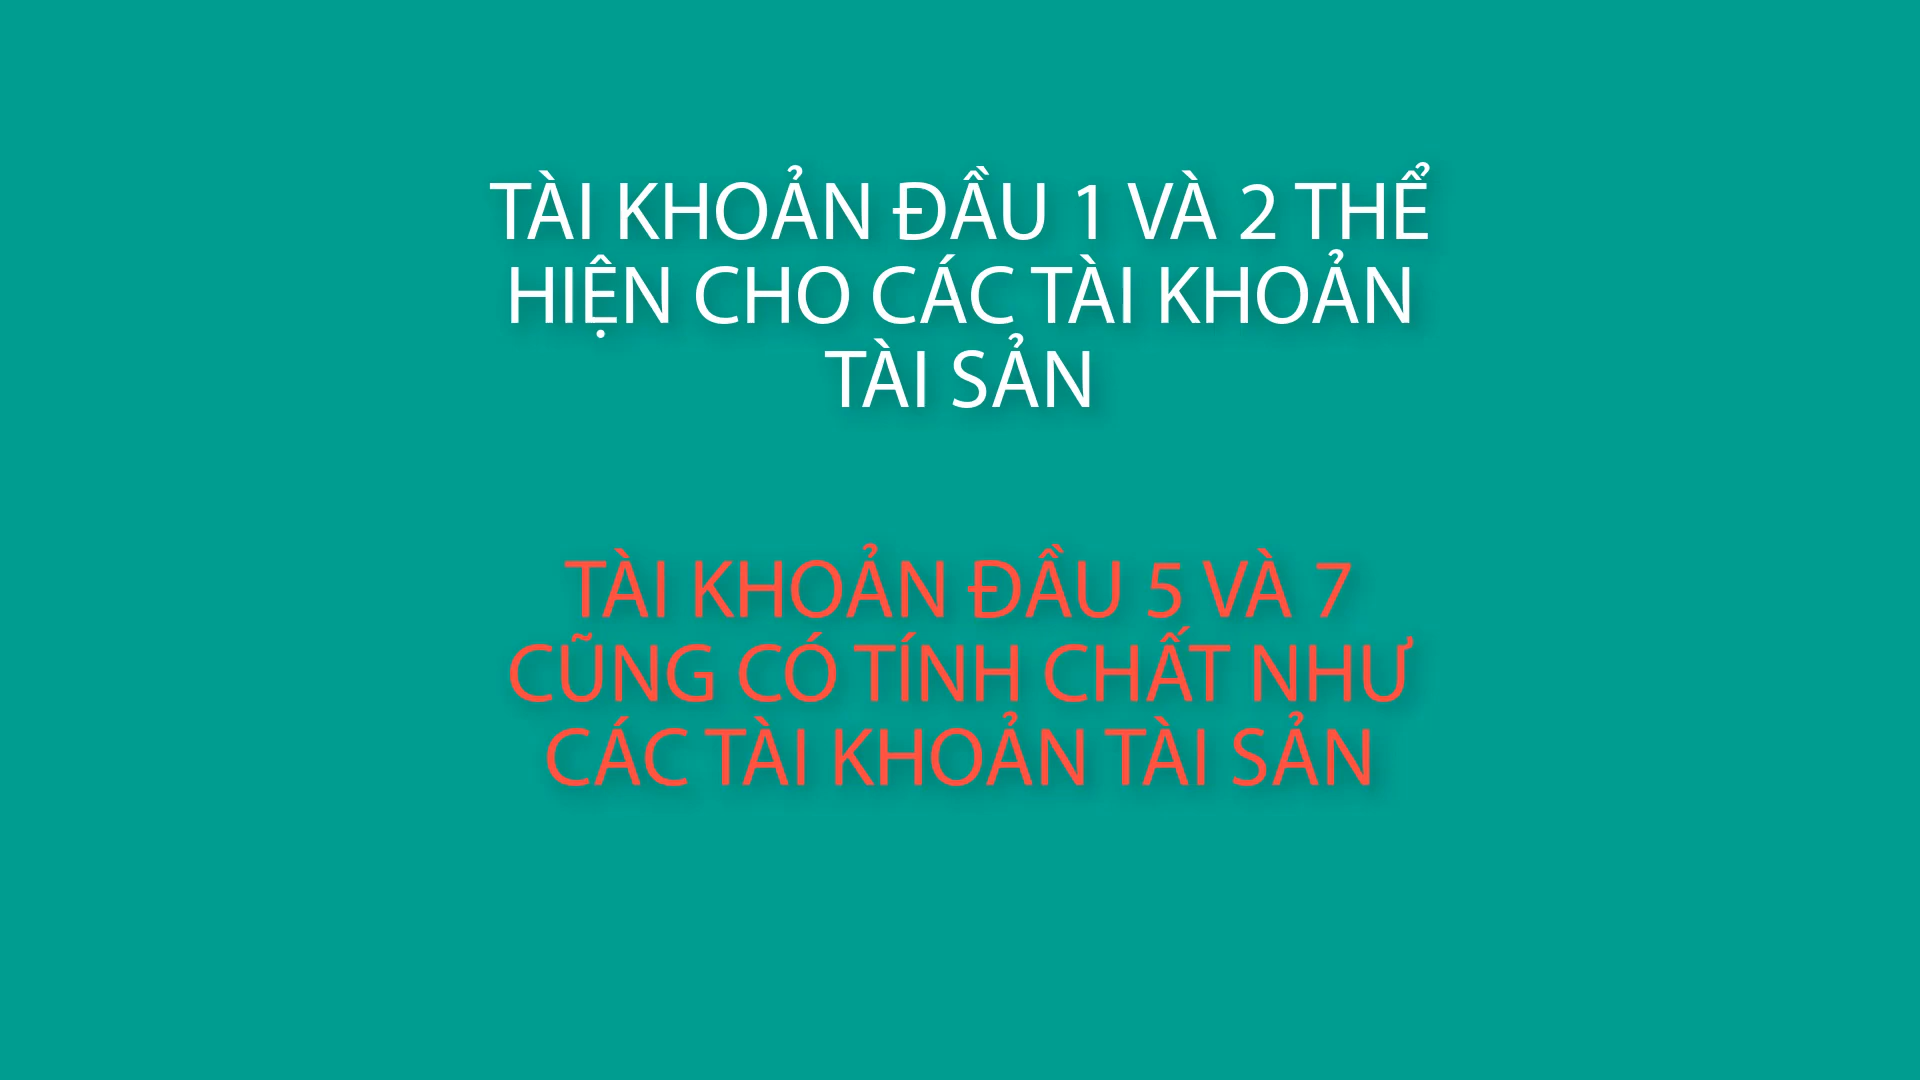 TÀI KHOẢN ĐẦU 1 VÀ 2 THỂ
HIỆN CHO CÁC TÀI KHOẢN
TÀI SẢN
TÀI KHOẢN ĐẦU 5 VÀ 7
CŨNG CÓ TÍNH CHẤT NHƯ
CÁC TÀI KHOẢN TÀI SẢN